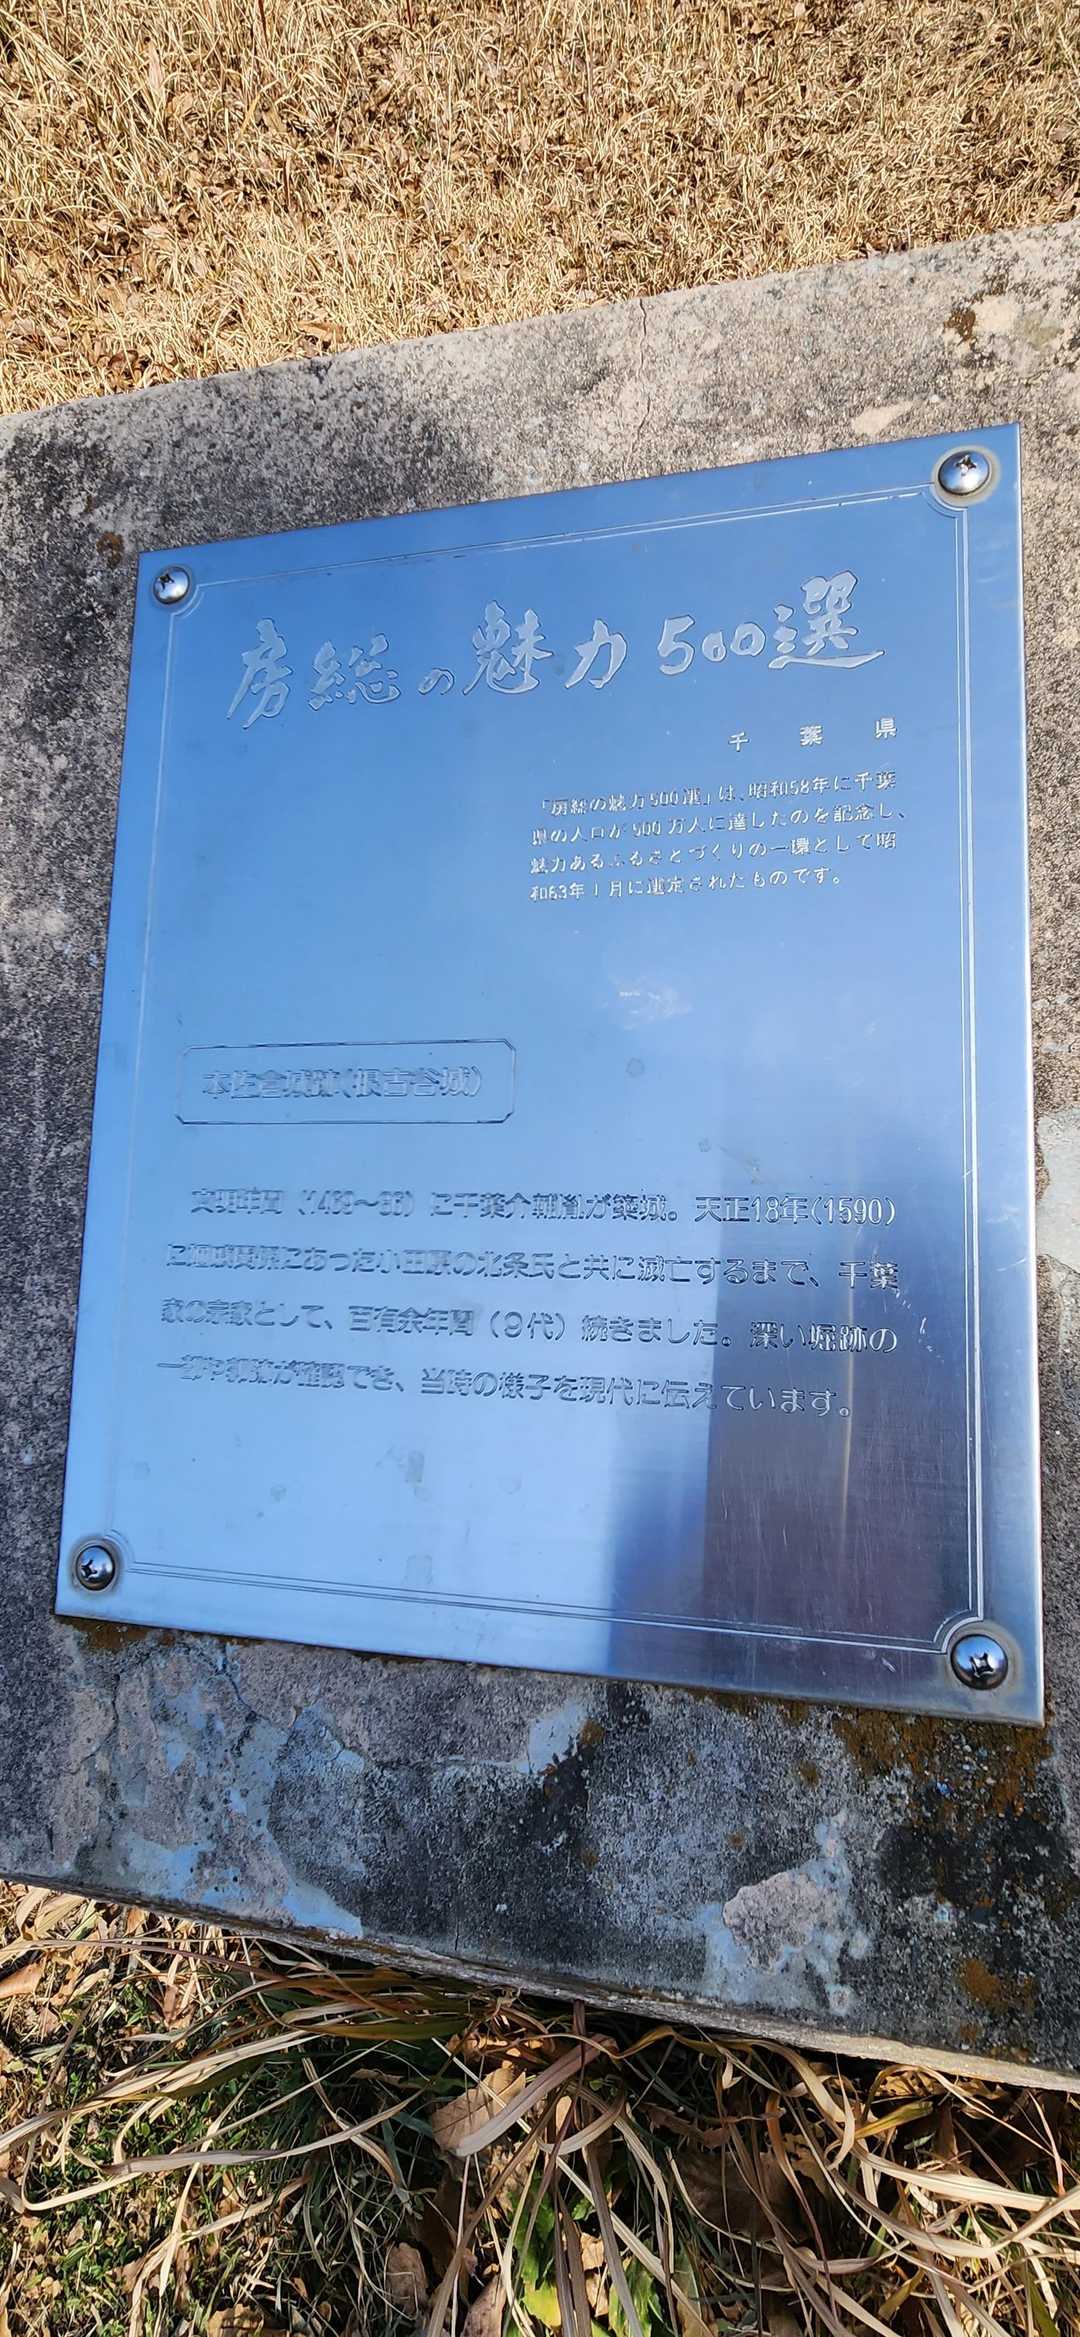 房総の魅力500選
千葉県
「房総の魅力500選」は、昭和58年に千葉
県の人口が500万人に達したのを記念し、
魅力あるふるさとづくりの一環として昭
和63年1月に選定されたものです。
本佐倉城跡(根古谷城)
文明年間(1469〜86)に千葉介輔胤が築城。天正18年(1590)
に姻戚関係にあった小田原の北条氏と共に滅亡するまで、千葉
家の宗家として、百有余年間(9代)続きました。深い堀跡の
一部や郭跡が確認でき、当時の様子を現代に伝えています。